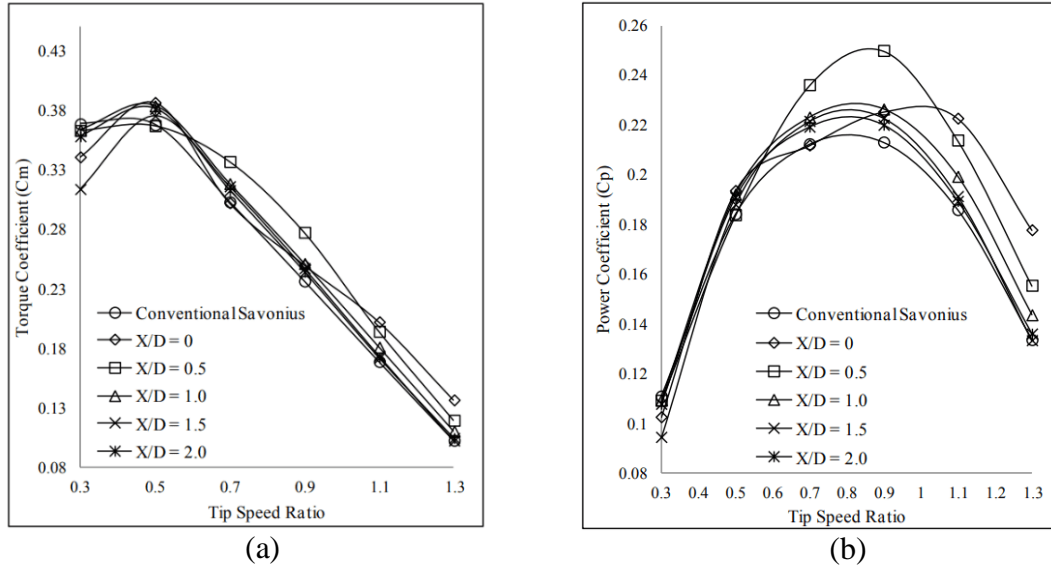 0.43
0.38
0.33
0.28
0.23
0.18
0.13
0.08
Torque Coefficient (Cm)
Conventional Savonius
X/D = 0
X/D = 0.5
X/D = 1.0
X/D = 1.5
X/D = 2.0
0.3 0.5 0.7 0.9 1.1 1.3
Tip Speed Ratio
(a)
0.26
0.24
0.22
0.2
0.18
0.16
0.14
0.12
0.1
0.08
Power Coefficient (Cp)
Conventional Savonius
X/D = 0
X/D = 0.5
X/D = 1.0
X/D = 1.5
X/D = 2.0
0.3 0.4 0.5 0.6 0.7 0.8 0.9 1 1.1 1.2 1.3
Tip Speed Ratio
(b)